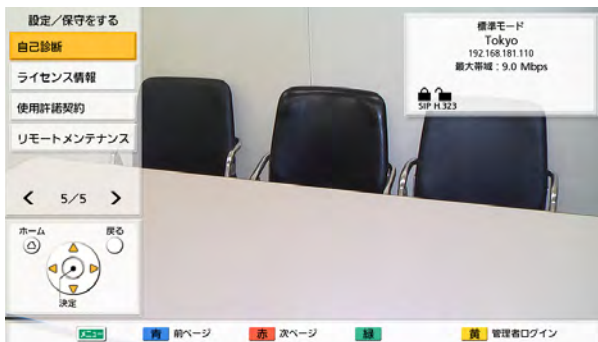 設定/保守をする
自己診断
ライセンス情報
使用許諾契約
リモートメンテナンス
5/5
ホーム
戻る
決定
標準モード
Tokyo
192.168.181.110
最大帯域:9.0 Mbps
SIP H.323
メニュー
青 前ページ
赤 次ページ
緑
黄 管理者ログイン